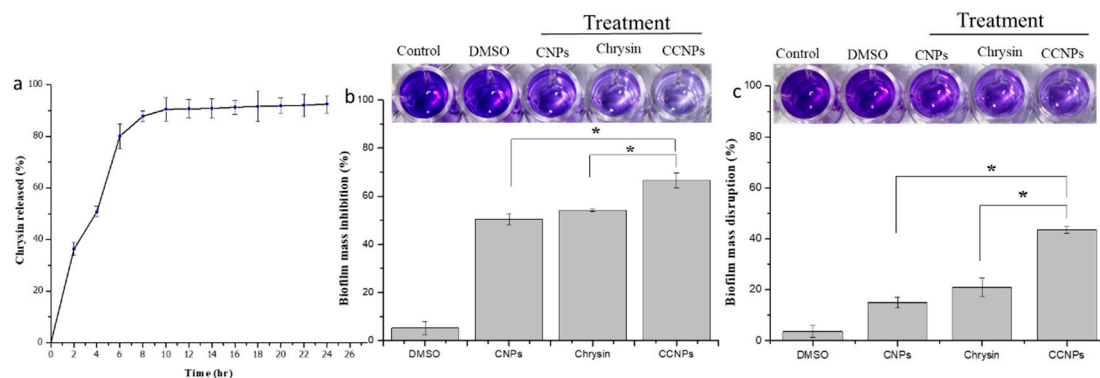 a
Chrysin released (%)
100
80
60
40
20
0
0 2 4 6 8 10 12 14 16 18 20 22 24 26
Time (hr)
Treatment
Control DMSO CNPs Chrysin CCNPs
b
Biofilm mass inhibition (%)
100
80
60
40
20
0
*
*
DMSO CNPs Chrysin CCNPs
Treatment
Control DMSO CNPs Chrysin CCNPs
c
Biofilm mass disruption (%)
100
80
60
40
20
0
*
*
DMSO CNPs Chrysin CCNPs